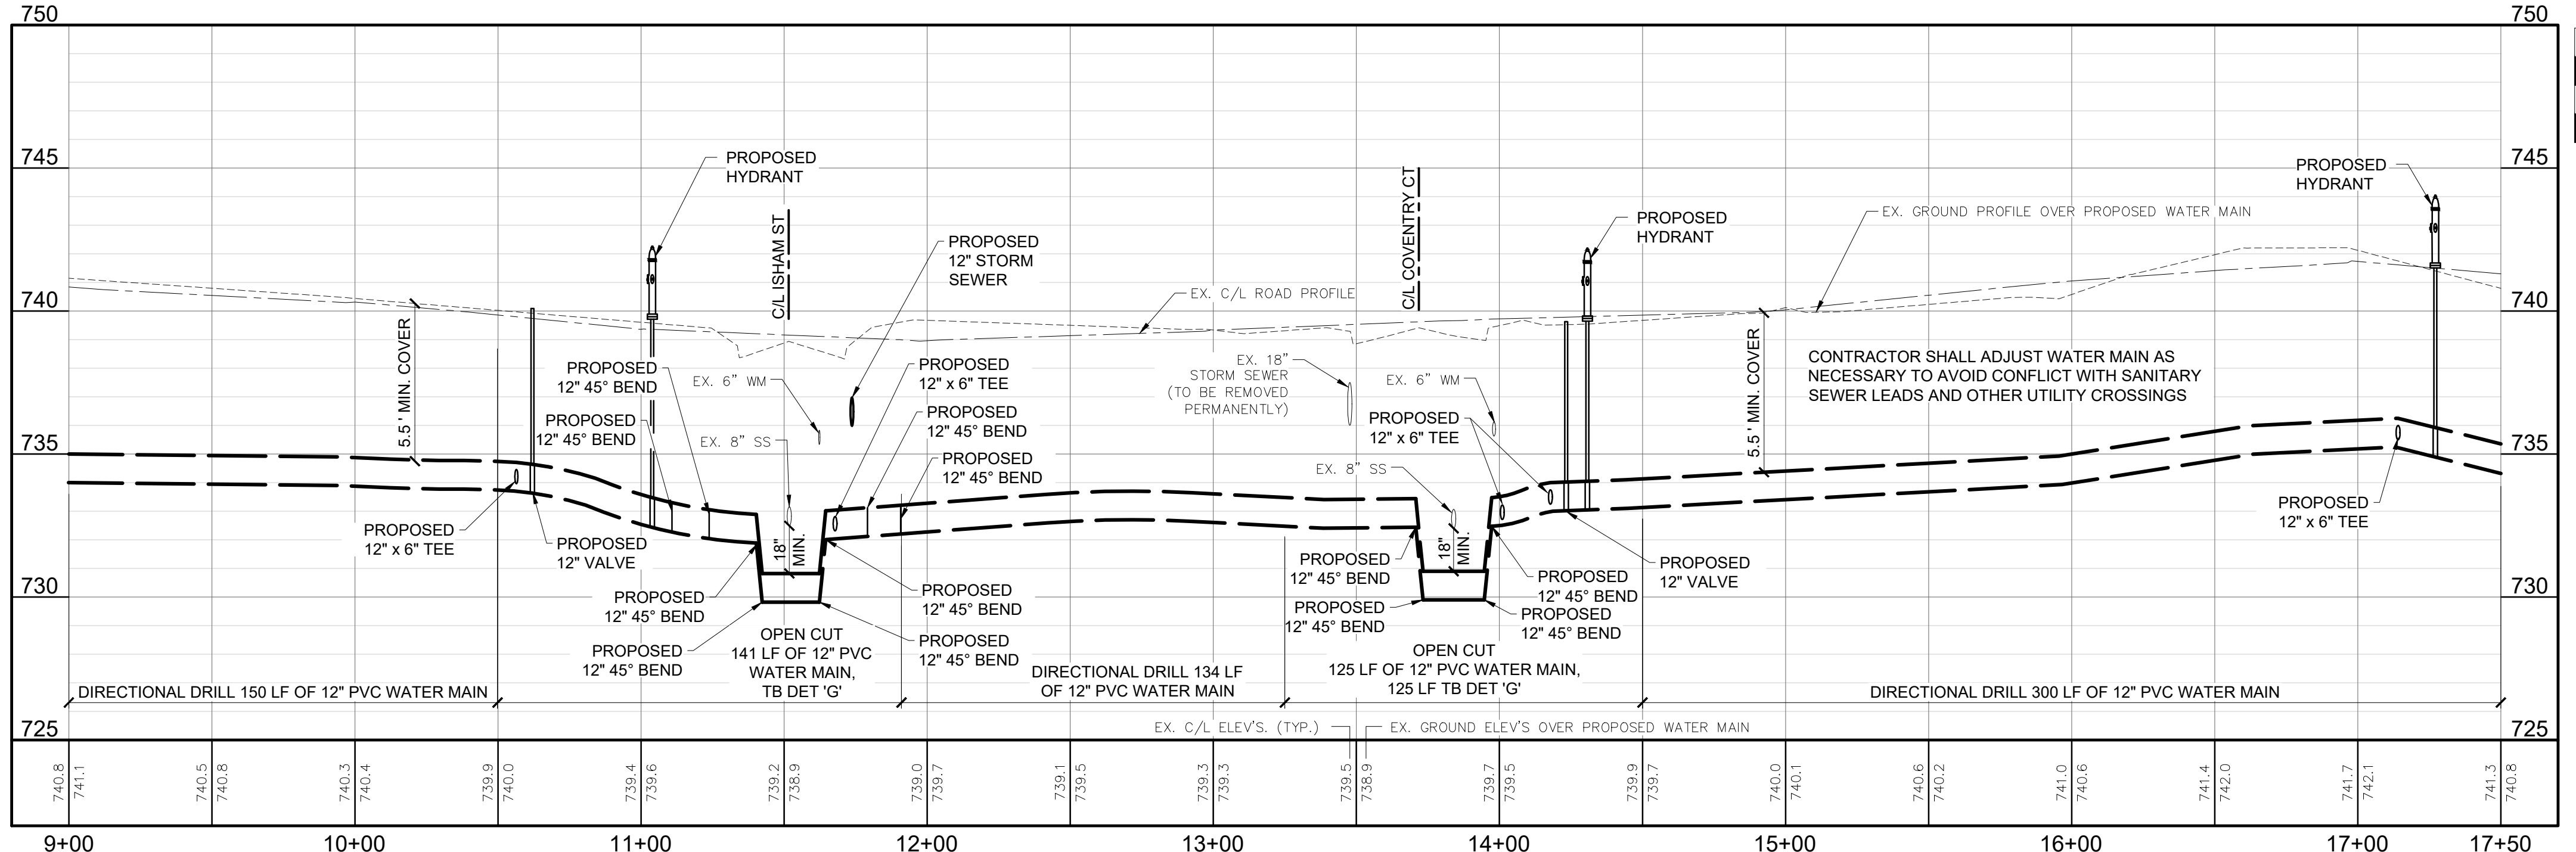 750
750
745
745
740
740
735
735
730
730
725
725
PROPOSED
HYDRANT
C/L ISHAM ST
PROPOSED
12" STORM
SEWER
C/L COVENTRY CT
PROPOSED
HYDRANT
EX. GROUND PROFILE OVER PROPOSED WATER MAIN
PROPOSED
HYDRANT
EX. C/L ROAD PROFILE
5.5 ' MIN. COVER
PROPOSED
12" 45° BEND
EX. 6" WM
PROPOSED
12" x 6" TEE
EX. 18"
STORM SEWER
(TO BE REMOVED
PERMANENTLY)
EX. 6" WM
5.5 ' MIN. COVER
CONTRACTOR SHALL ADJUST WATER MAIN AS
NECESSARY TO AVOID CONFLICT WITH SANITARY
SEWER LEADS AND OTHER UTILITY CROSSINGS
PROPOSED
12" 45° BEND
EX. 8" SS
PROPOSED
12" 45° BEND
PROPOSED
12" x 6" TEE
PROPOSED
12" 45° BEND
EX. 8" SS
PROPOSED
12" x 6" TEE
PROPOSED
12" VALVE
18"
MIN.
18"
MIN.
PROPOSED
12" x 6" TEE
PROPOSED
12" 45° BEND
PROPOSED
12" VALVE
PROPOSED
12" 45° BEND
PROPOSED
12" 45° BEND
PROPOSED
12" 45° BEND
PROPOSED
12" 45° BEND
PROPOSED
12" 45° BEND
PROPOSED
12" 45° BEND
PROPOSED
12" 45° BEND
OPEN CUT
141 LF OF 12" PVC
WATER MAIN,
TB DET 'G'
OPEN CUT
125 LF OF 12" PVC WATER MAIN,
125 LF TB DET 'G'
DIRECTIONAL DRILL 150 LF OF 12" PVC WATER MAIN
DIRECTIONAL DRILL 134 LF
OF 12" PVC WATER MAIN
DIRECTIONAL DRILL 300 LF OF 12" PVC WATER MAIN
EX. C/L ELEV'S. (TYP.)
EX. GROUND ELEV'S OVER PROPOSED WATER MAIN
740.8
741.1
740.5
740.8
740.3
740.4
739.9
740.0
739.4
739.6
739.2
738.9
739.0
739.7
739.1
739.5
739.3
739.3
739.5
738.9
739.7
739.5
739.9
739.7
740.0
740.1
740.6
740.2
741.0
740.6
741.4
742.0
741.7
742.1
741.3
740.8
9+00
10+00
11+00
12+00
13+00
14+00
15+00
16+00
17+00
17+50